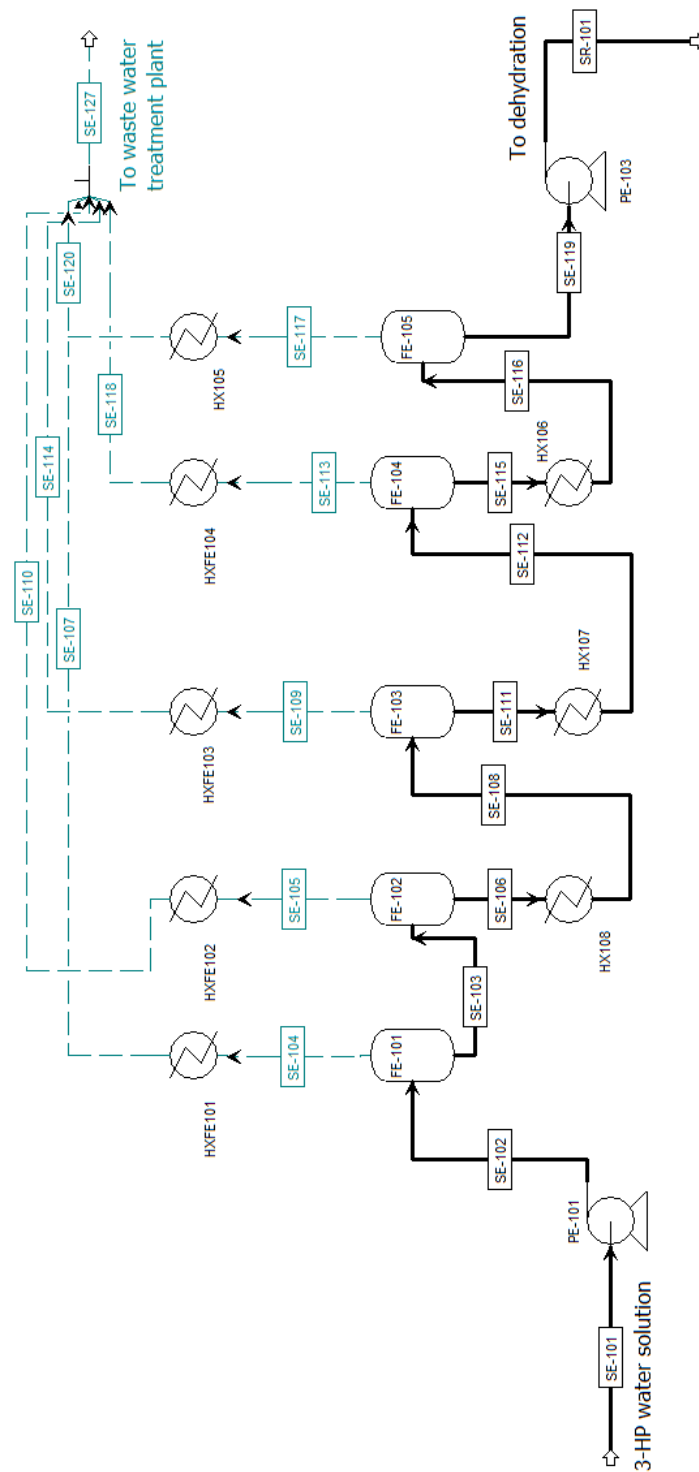 3-HP water solution
SE-101
PE-101
SE-102
FE-101
SE-104
HXFE101
SE-103
FE-102
SE-105
HXFE102
SE-106
HX108
SE-108
FE-103
SE-109
HXFE103
SE-111
HX107
SE-112
FE-104
SE-113
HXFE104
SE-115
HX106
SE-116
FE-105
SE-117
HX105
SE-119
PE-103
To dehydration
SR-101
SE-107
SE-110
SE-114
SE-118
SE-120
SE-127
To waste water
treatment plant